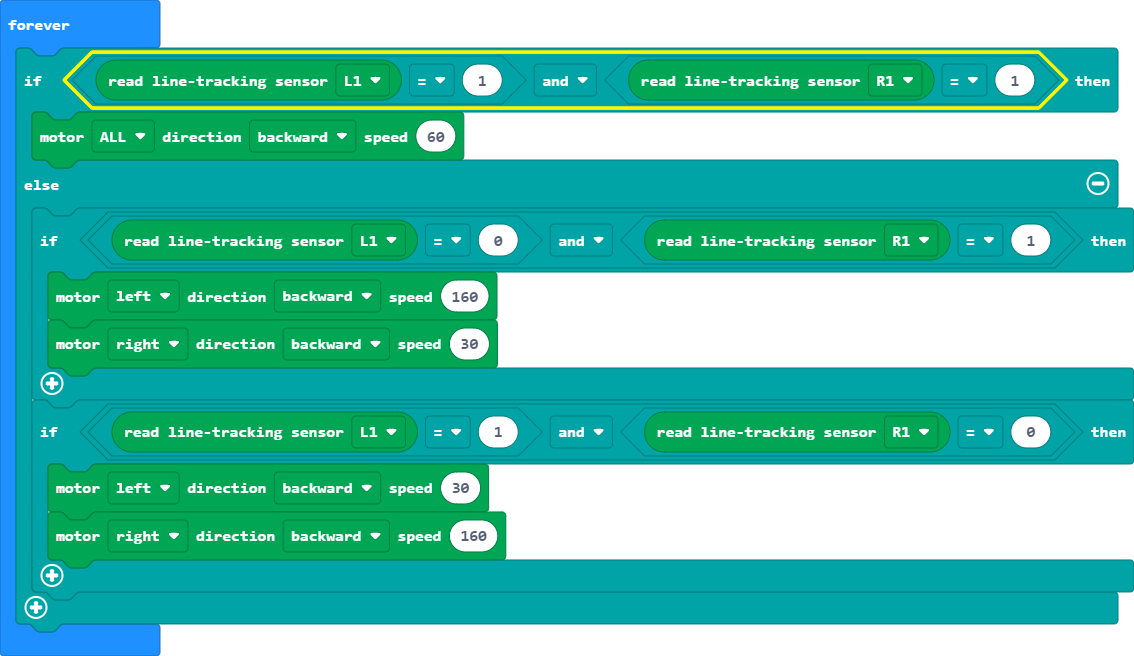 forever
if read line-tracking sensor L1 = 1 and read line-tracking sensor R1 = 1 then
motor ALL direction backward speed 60
else
if read line-tracking sensor L1 = 0 and read line-tracking sensor R1 = 1 then
motor left direction backward speed 160
motor right direction backward speed 30
if read line-tracking sensor L1 = 1 and read line-tracking sensor R1 = 0 then
motor left direction backward speed 30
motor right direction backward speed 160